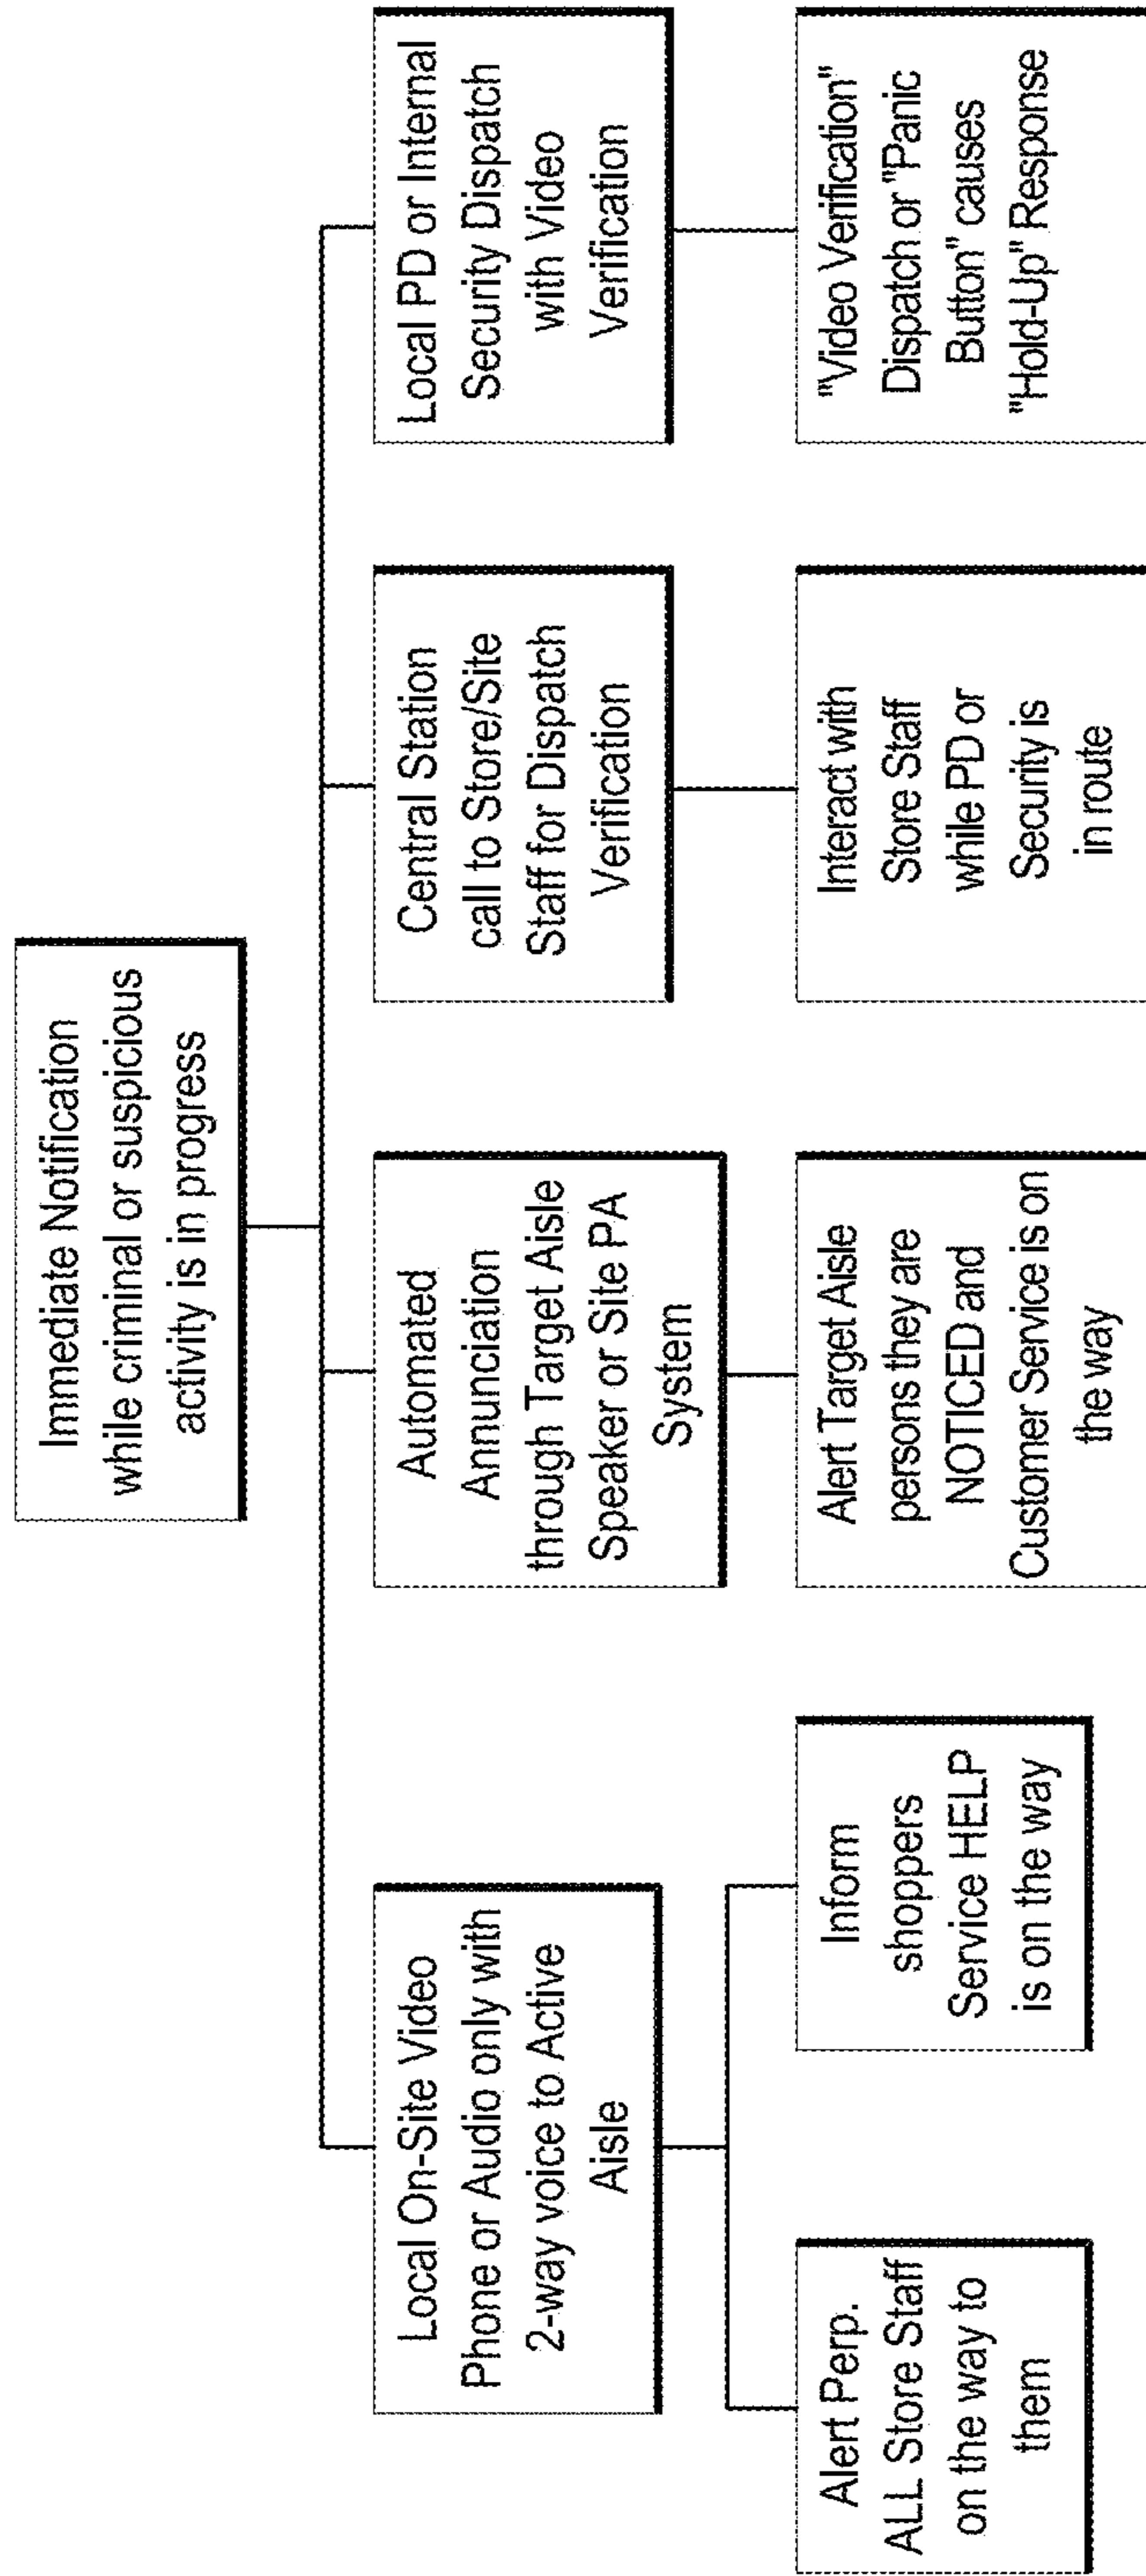 Immediate Notification
while criminal or suspicious
activity is in progress
Local On-Site Video
Phone or Audio only with
2-way voice to Active
Aisle
Automated
Annunciation
through Target Aisle
Speaker or Site PA
System
Central Station
call to Store/Site
Staff for Dispatch
Verification
Local PD or Internal
Security Dispatch
with Video
Verification
Alert Perp.
ALL Store Staff
on the way to
them
Inform
shoppers
Service HELP
is on the way
Alert Target Aisle
persons they are
NOTICED and
Customer Service is on
the way
Interact with
Store Staff
while PD or
Security is
in route
"Video Verification"
Dispatch or "Panic
Button" causes
"Hold-Up" Response